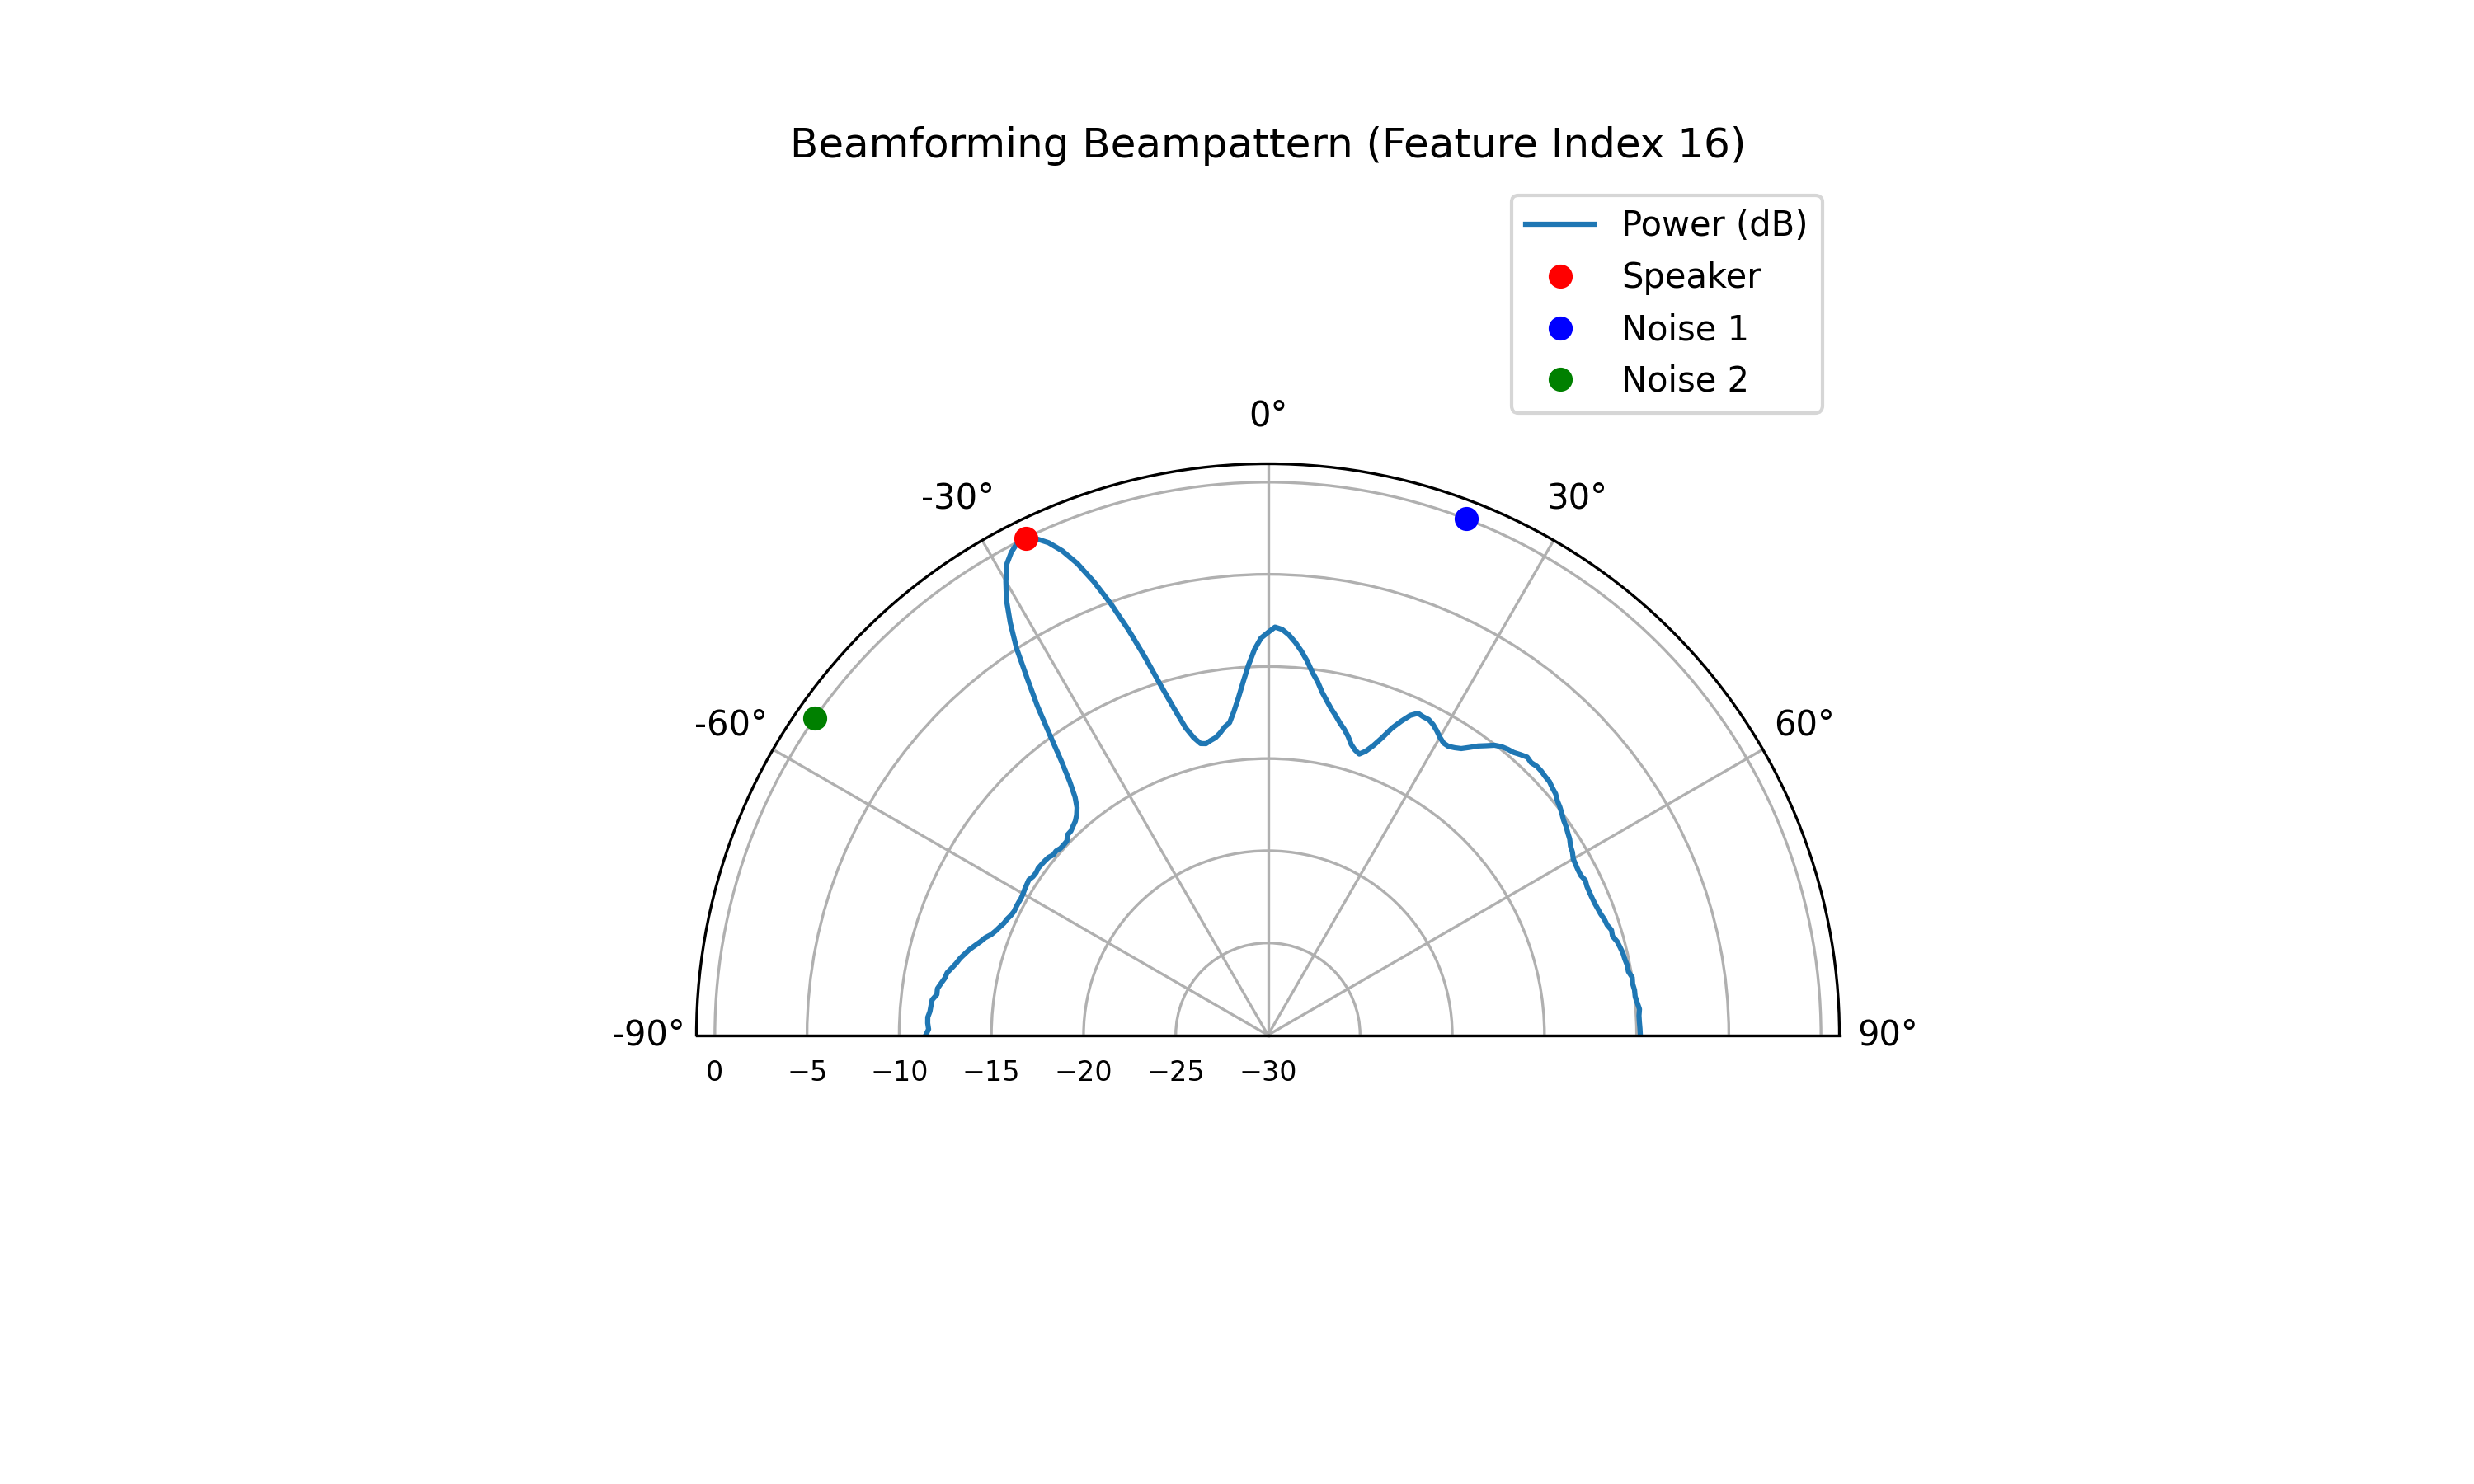 Beamforming Beampattern (Feature Index 16)
Power (dB)
Speaker
Noise 1
Noise 2
0°
-30°
30°
-60°
60°
-90°
90°
0 −5 −10 −15 −20 −25 −30